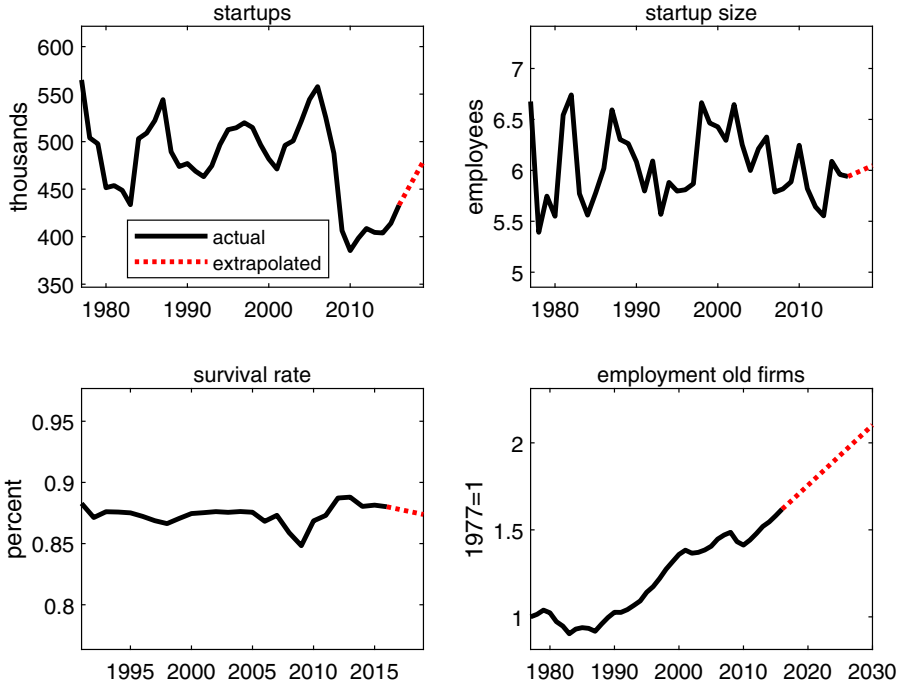 startups
thousands
600
550
500
450
400
350
actual
extrapolated
1980 1990 2000 2010
startup size
employees
7
6.5
6
5.5
5
1980 1990 2000 2010
survival rate
percent
0.95
0.9
0.85
0.8
1995 2000 2005 2010 2015
employment old firms
1977=1
2
1.5
1
1980 1990 2000 2010 2020 2030